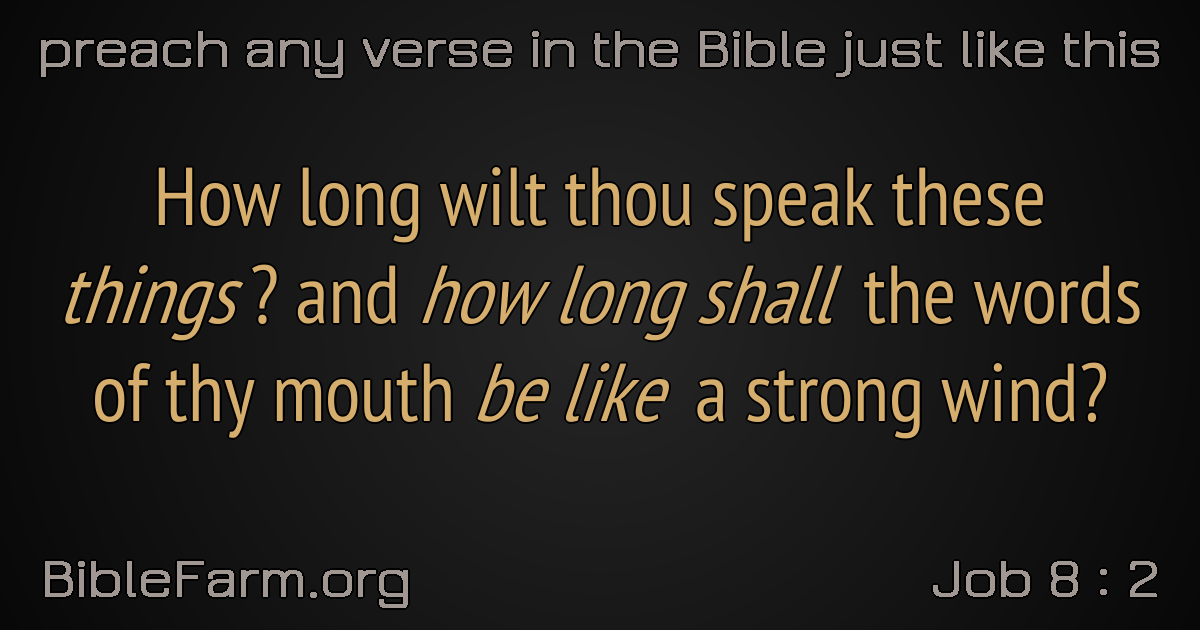 preach any verse in the Bible just like this
How long wilt thou speak these
things? and how long shall the words
of thy mouth be like a strong wind?
BibleFarm.org
Job 8 : 2